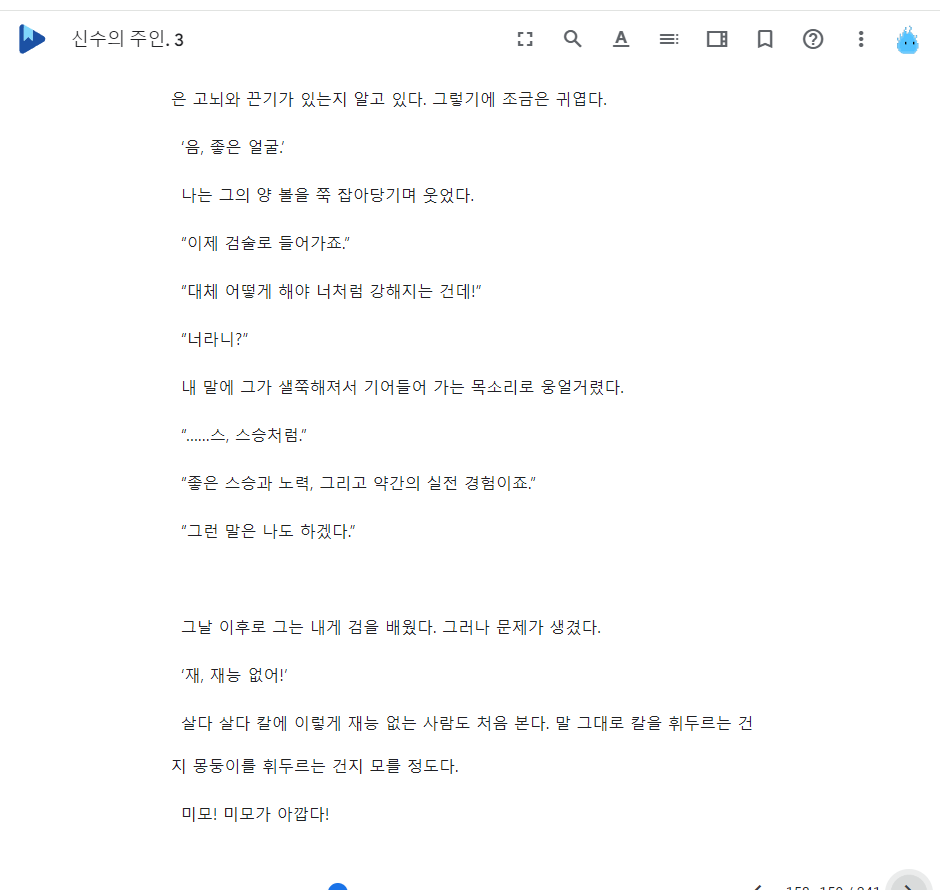 신수의 주인. 3
은 고뇌와 끈기가 있는지 알고 있다. 그렇기에 조금은 귀엽다.
‘음, 좋은 얼굴.’
나는 그의 양 볼을 쭉 잡아당기며 웃었다.
“이제 검술로 들어가죠.”
“대체 어떻게 해야 너처럼 강해지는 건데!”
“너라니?”
내 말에 그가 샐쭉해져서 기어들어 가는 목소리로 웅얼거렸다.
“……스, 스승처럼.”
“좋은 스승과 노력, 그리고 약간의 실전 경험이죠.”
“그런 말은 나도 하겠다.”
그날 이후로 그는 내게 검을 배웠다. 그러나 문제가 생겼다.
‘재, 재능 없어!’
살다 살다 칼에 이렇게 재능 없는 사람도 처음 본다. 말 그대로 칼을 휘두르는 건
지 몽둥이를 휘두르는 건지 모를 정도다.
미모! 미모가 아깝다!